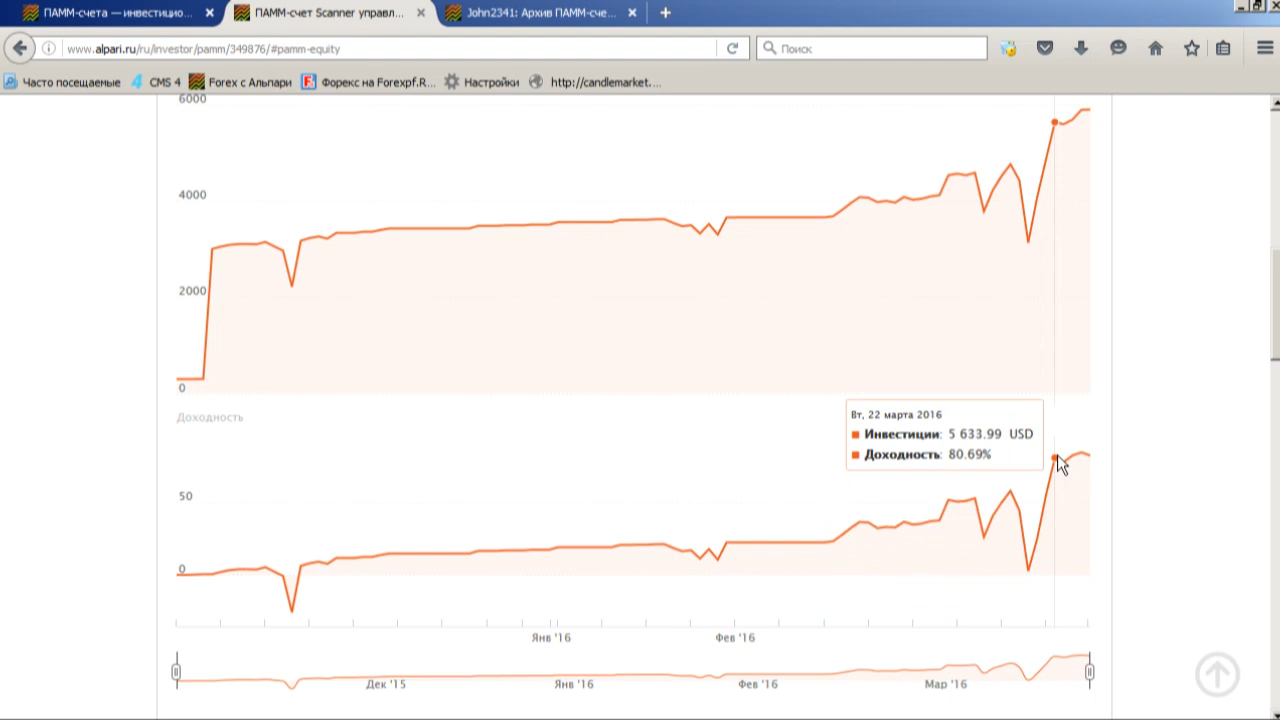 ПАММ-счета — инвестицио...
ПАММ-счет Scanner управл...
John2341: Архив ПАММ-сче...
www.alpari.ru/ru/investor/pamm/349876/#pamm-equity
Поиск
Часто посещаемые
CMS 4
Forex с Альпари
Форекс на Forexpf.R...
Настройки
http://candlemarket....
6000
4000
2000
0
Доходность
Вт, 22 марта 2016
Инвестиции: 5 633.99 USD
Доходность: 80.69%
50
0
Янв '16
Фев '16
Дек '15
Янв '16
Фев '16
Мар '16